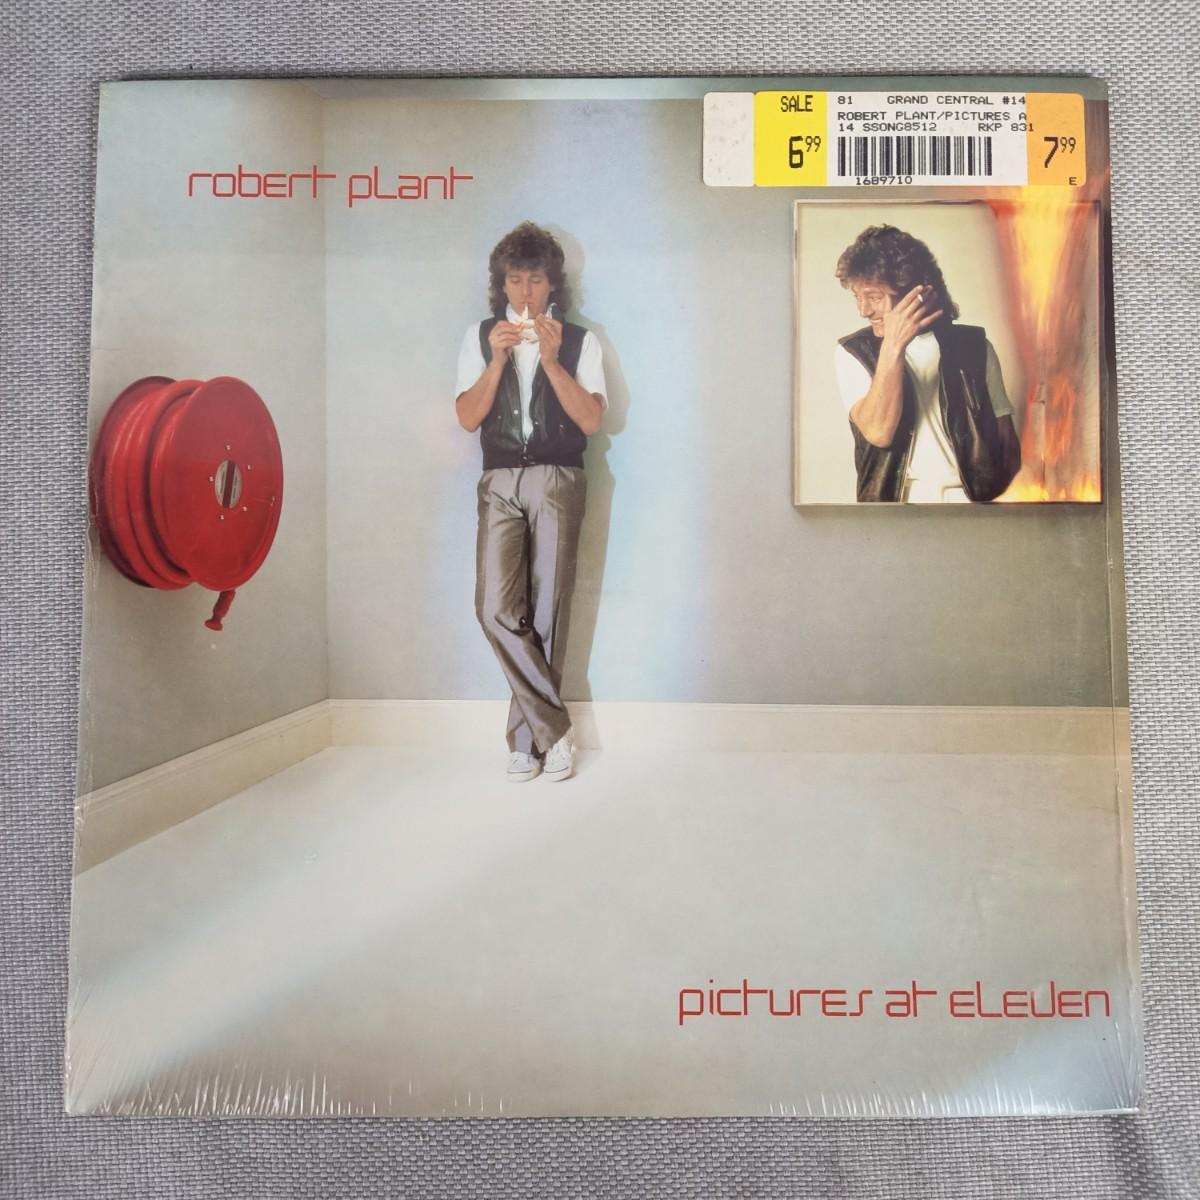 SALE
6.99
81 GRAND CENTRAL #14
ROBERT PLANT/PICTURES A
14 SSONG8512 RKP 831
1689710
7.99
E
robert plant
pictures at eleven